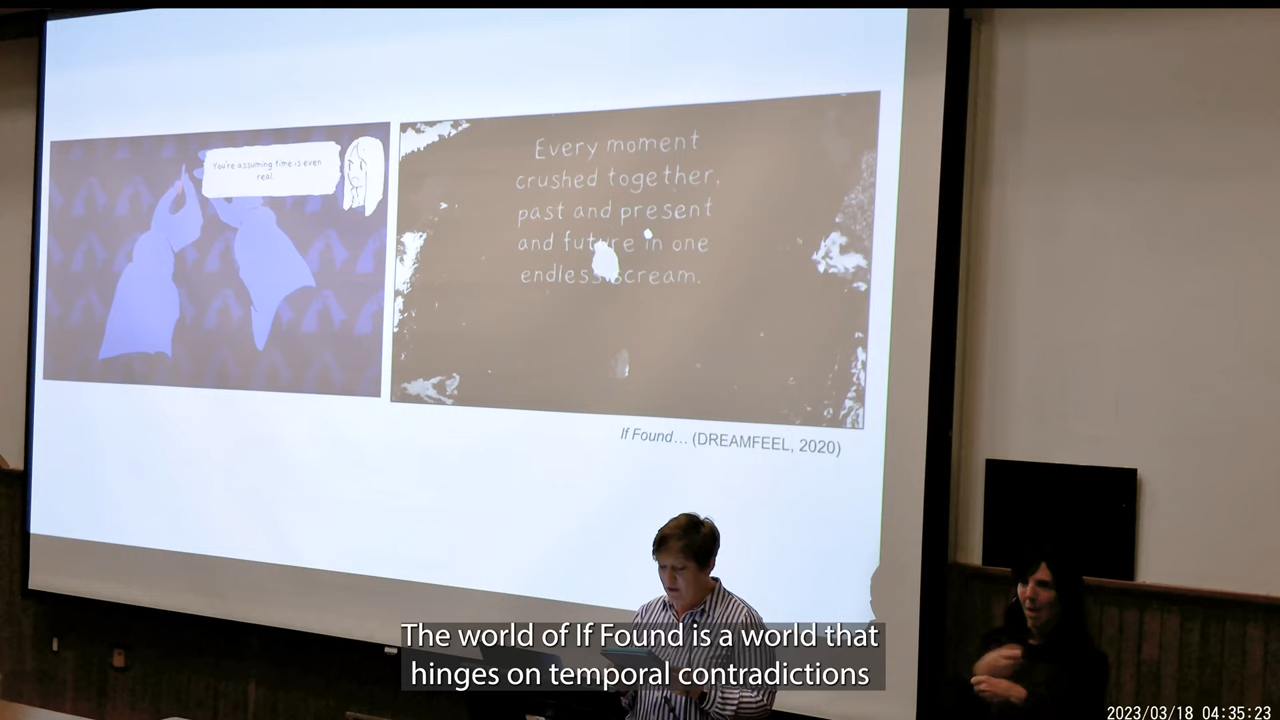 You're assuming time is even
real.
Every moment
crushed together,
past and present
and future in one
endless scream.
If Found... (DREAMFEEL, 2020)
The world of If Found is a world that
hinges on temporal contradictions
2023/03/18 04:35:23